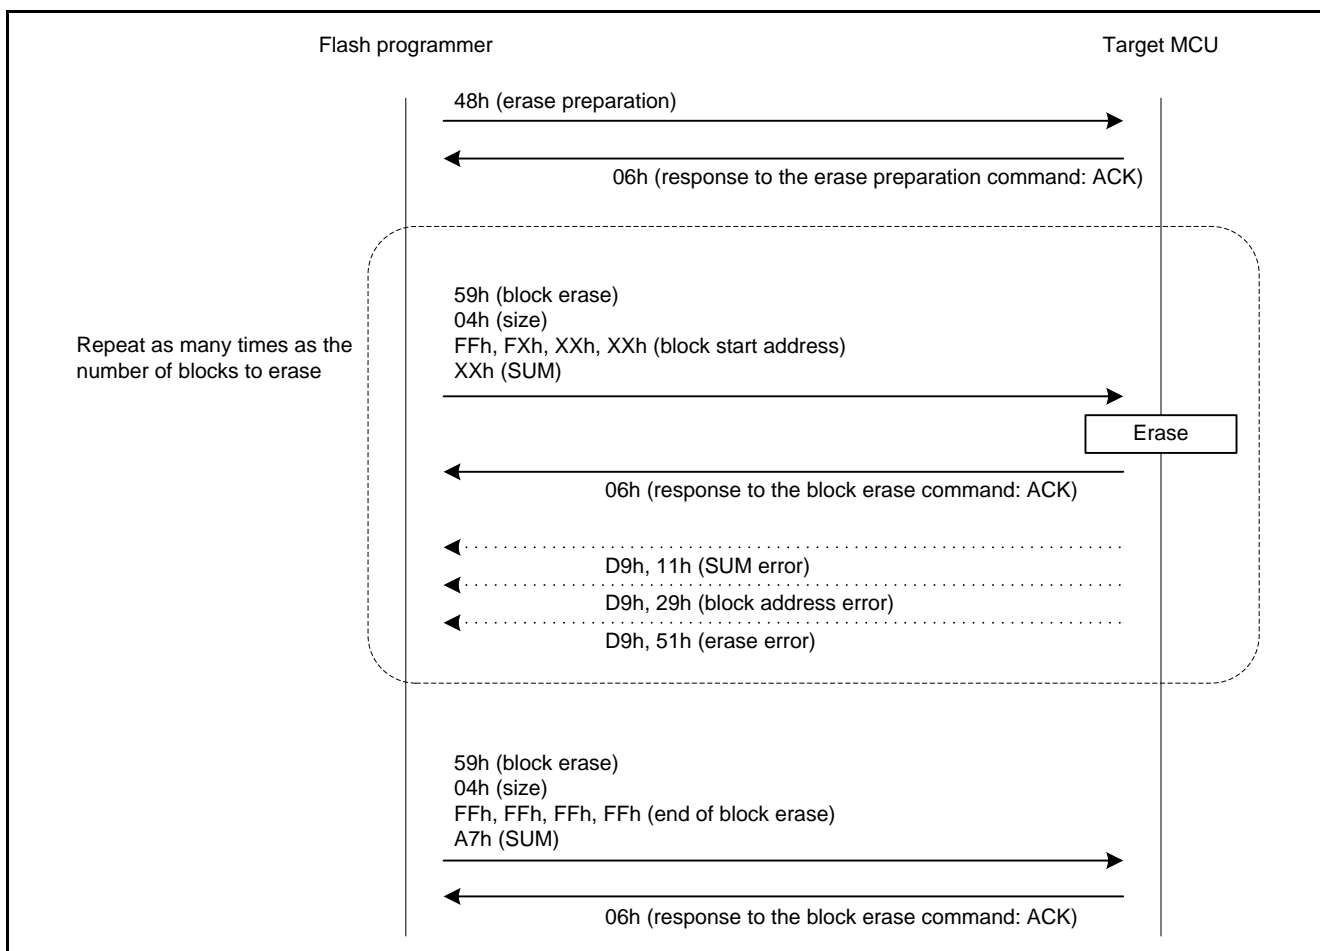 Flash programmer
Target MCU
48h (erase preparation)
06h (response to the erase preparation command: ACK)
Repeat as many times as the
number of blocks to erase
59h (block erase)
04h (size)
FFh, FXh, XXh, XXh (block start address)
XXh (SUM)
Erase
06h (response to the block erase command: ACK)
D9h, 11h (SUM error)
D9h, 29h (block address error)
D9h, 51h (erase error)
59h (block erase)
04h (size)
FFh, FFh, FFh, FFh (end of block erase)
A7h (SUM)
06h (response to the block erase command: ACK)